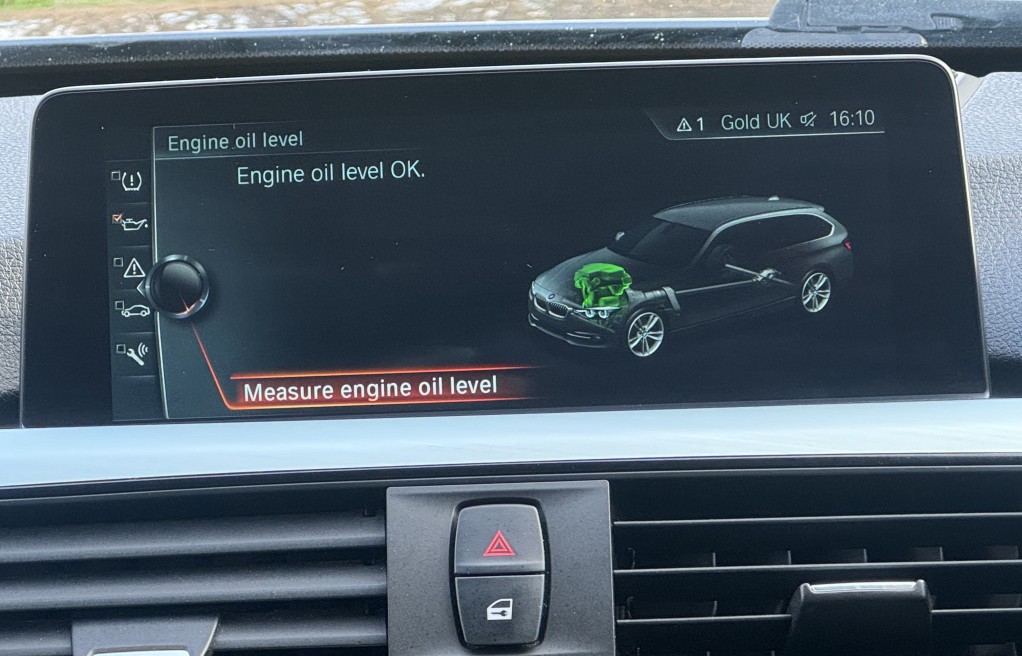 Engine oil level
1 Gold UK 16:10
Engine oil level OK.
Measure engine oil level